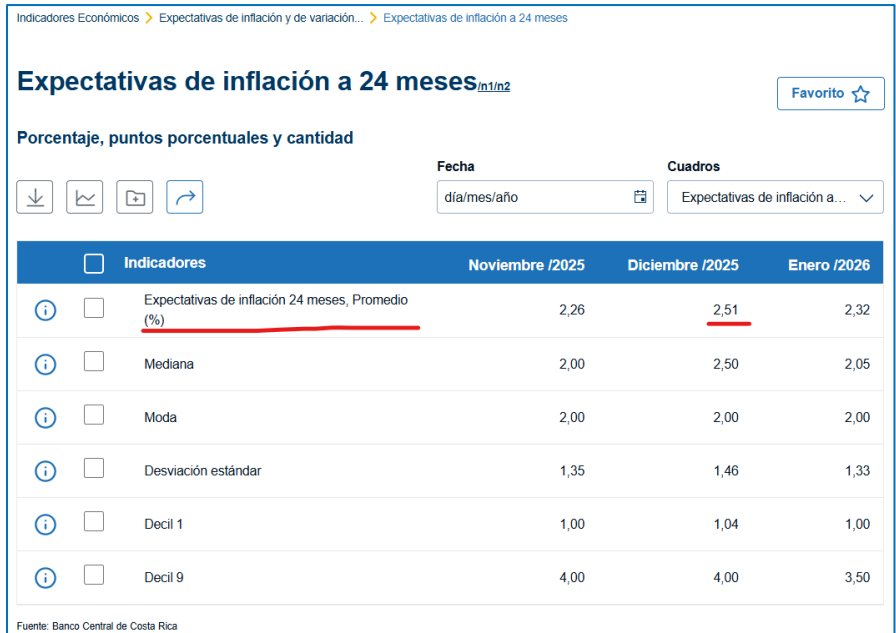 Indicadores Económicos > Expectativas de inflación y de variación... > Expectativas de inflación a 24 meses
Expectativas de inflación a 24 meses/n1/n2
Favorito
Porcentaje, puntos porcentuales y cantidad
Fecha Cuadros
día/mes/año Expectativas de inflación a...
Indicadores Noviembre /2025 Diciembre /2025 Enero /2026
Expectativas de inflación 24 meses, Promedio
(%) 2,26 2,51 2,32
Mediana 2,00 2,50 2,05
Moda 2,00 2,00 2,00
Desviación estándar 1,35 1,46 1,33
Decil 1 1,00 1,04 1,00
Decil 9 4,00 4,00 3,50
Fuente: Banco Central de Costa Rica